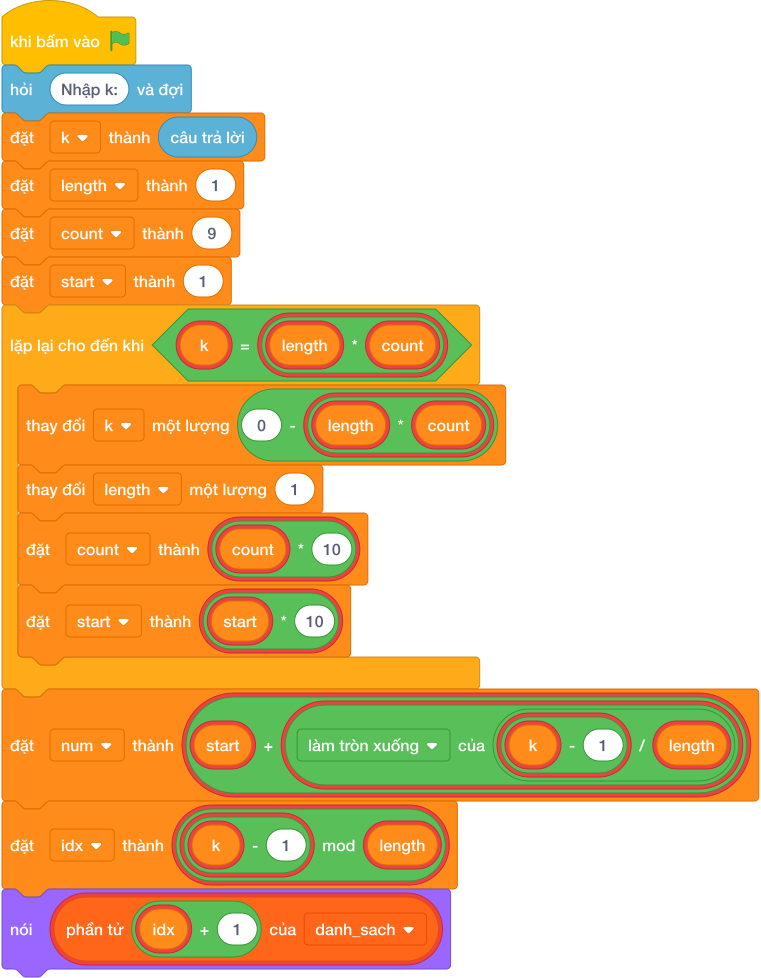 khi bấm vào
hỏi Nhập k: và đợi
đặt k thành câu trả lời
đặt length thành 1
đặt count thành 9
đặt start thành 1
lặp lại cho đến khi k = length * count
thay đổi k một lượng 0 - length * count
thay đổi length một lượng 1
đặt count thành count * 10
đặt start thành start * 10
đặt num thành start + làm tròn xuống của k - 1 / length
đặt idx thành k - 1 mod length
nói phần tử idx + 1 của danh_sach